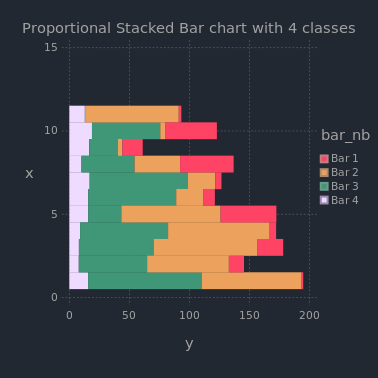 Proportional Stacked Bar chart with 4 classes
15
10
x
5
0
0 50 100 150 200
y
bar_nb
Bar 1
Bar 2
Bar 3
Bar 4